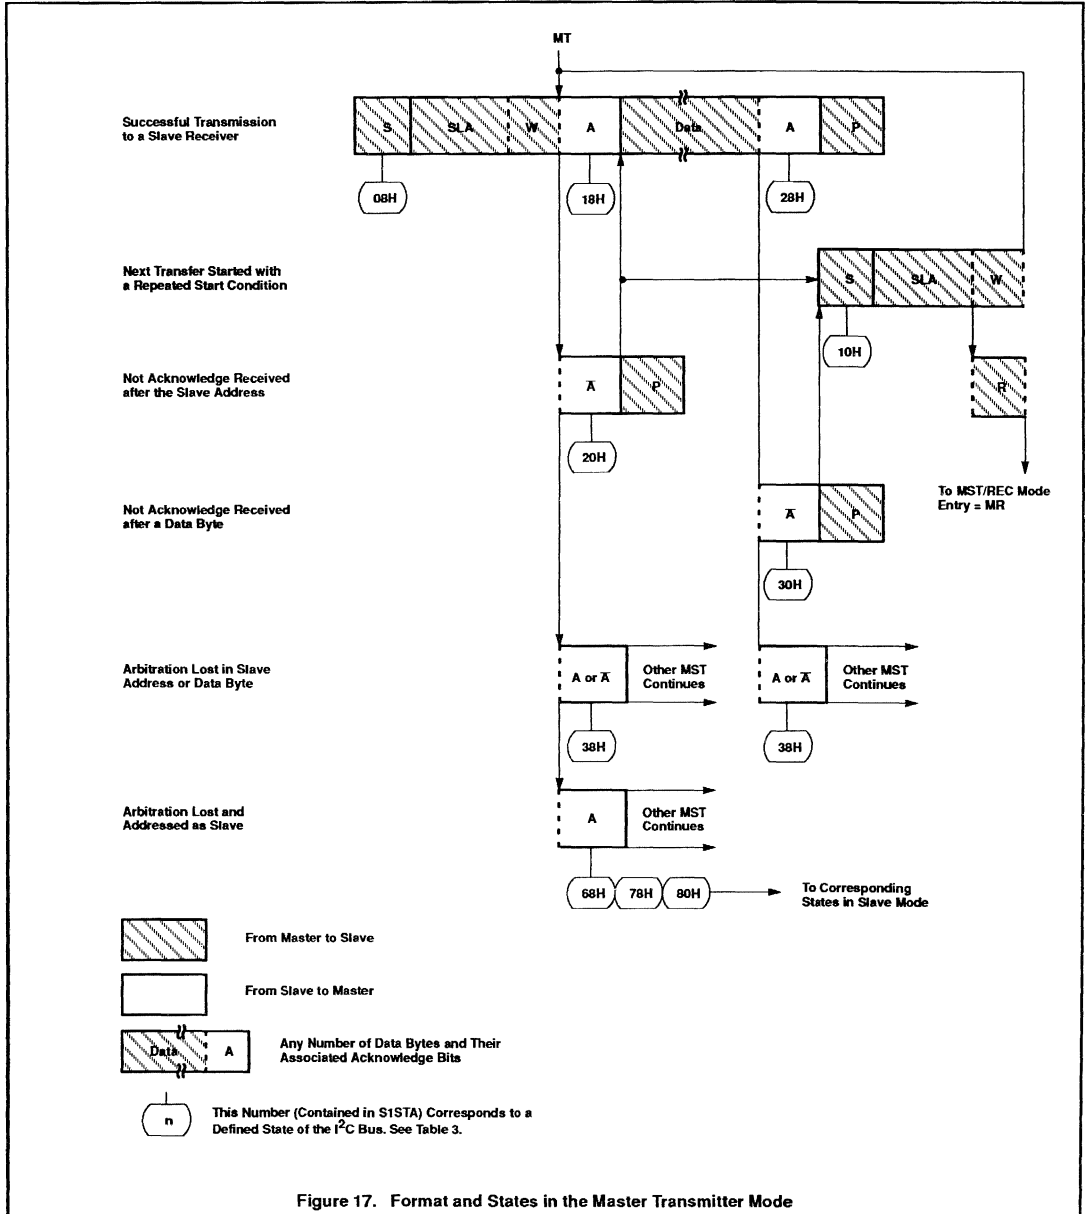 MT
Successful Transmission
to a Slave Receiver
S SLA W A Data A P
08H 18H 28H
Next Transfer Started with
a Repeated Start Condition
S SLA W
10H
Not Acknowledge Received
after the Slave Address
A̅ P R
20H
To MST/REC Mode
Entry = MR
Not Acknowledge Received
after a Data Byte
A̅ P
30H
Arbitration Lost in Slave
Address or Data Byte
A or A̅ Other MST
Continues
A or A̅ Other MST
Continues
38H 38H
Arbitration Lost and
Addressed as Slave
A Other MST
Continues
68H 78H 80H
To Corresponding
States in Slave Mode
From Master to Slave
From Slave to Master
Data A
Any Number of Data Bytes and Their
Associated Acknowledge Bits
n
This Number (Contained in S1STA) Corresponds to a
Defined State of the I²C Bus. See Table 3.
Figure 17. Format and States in the Master Transmitter Mode